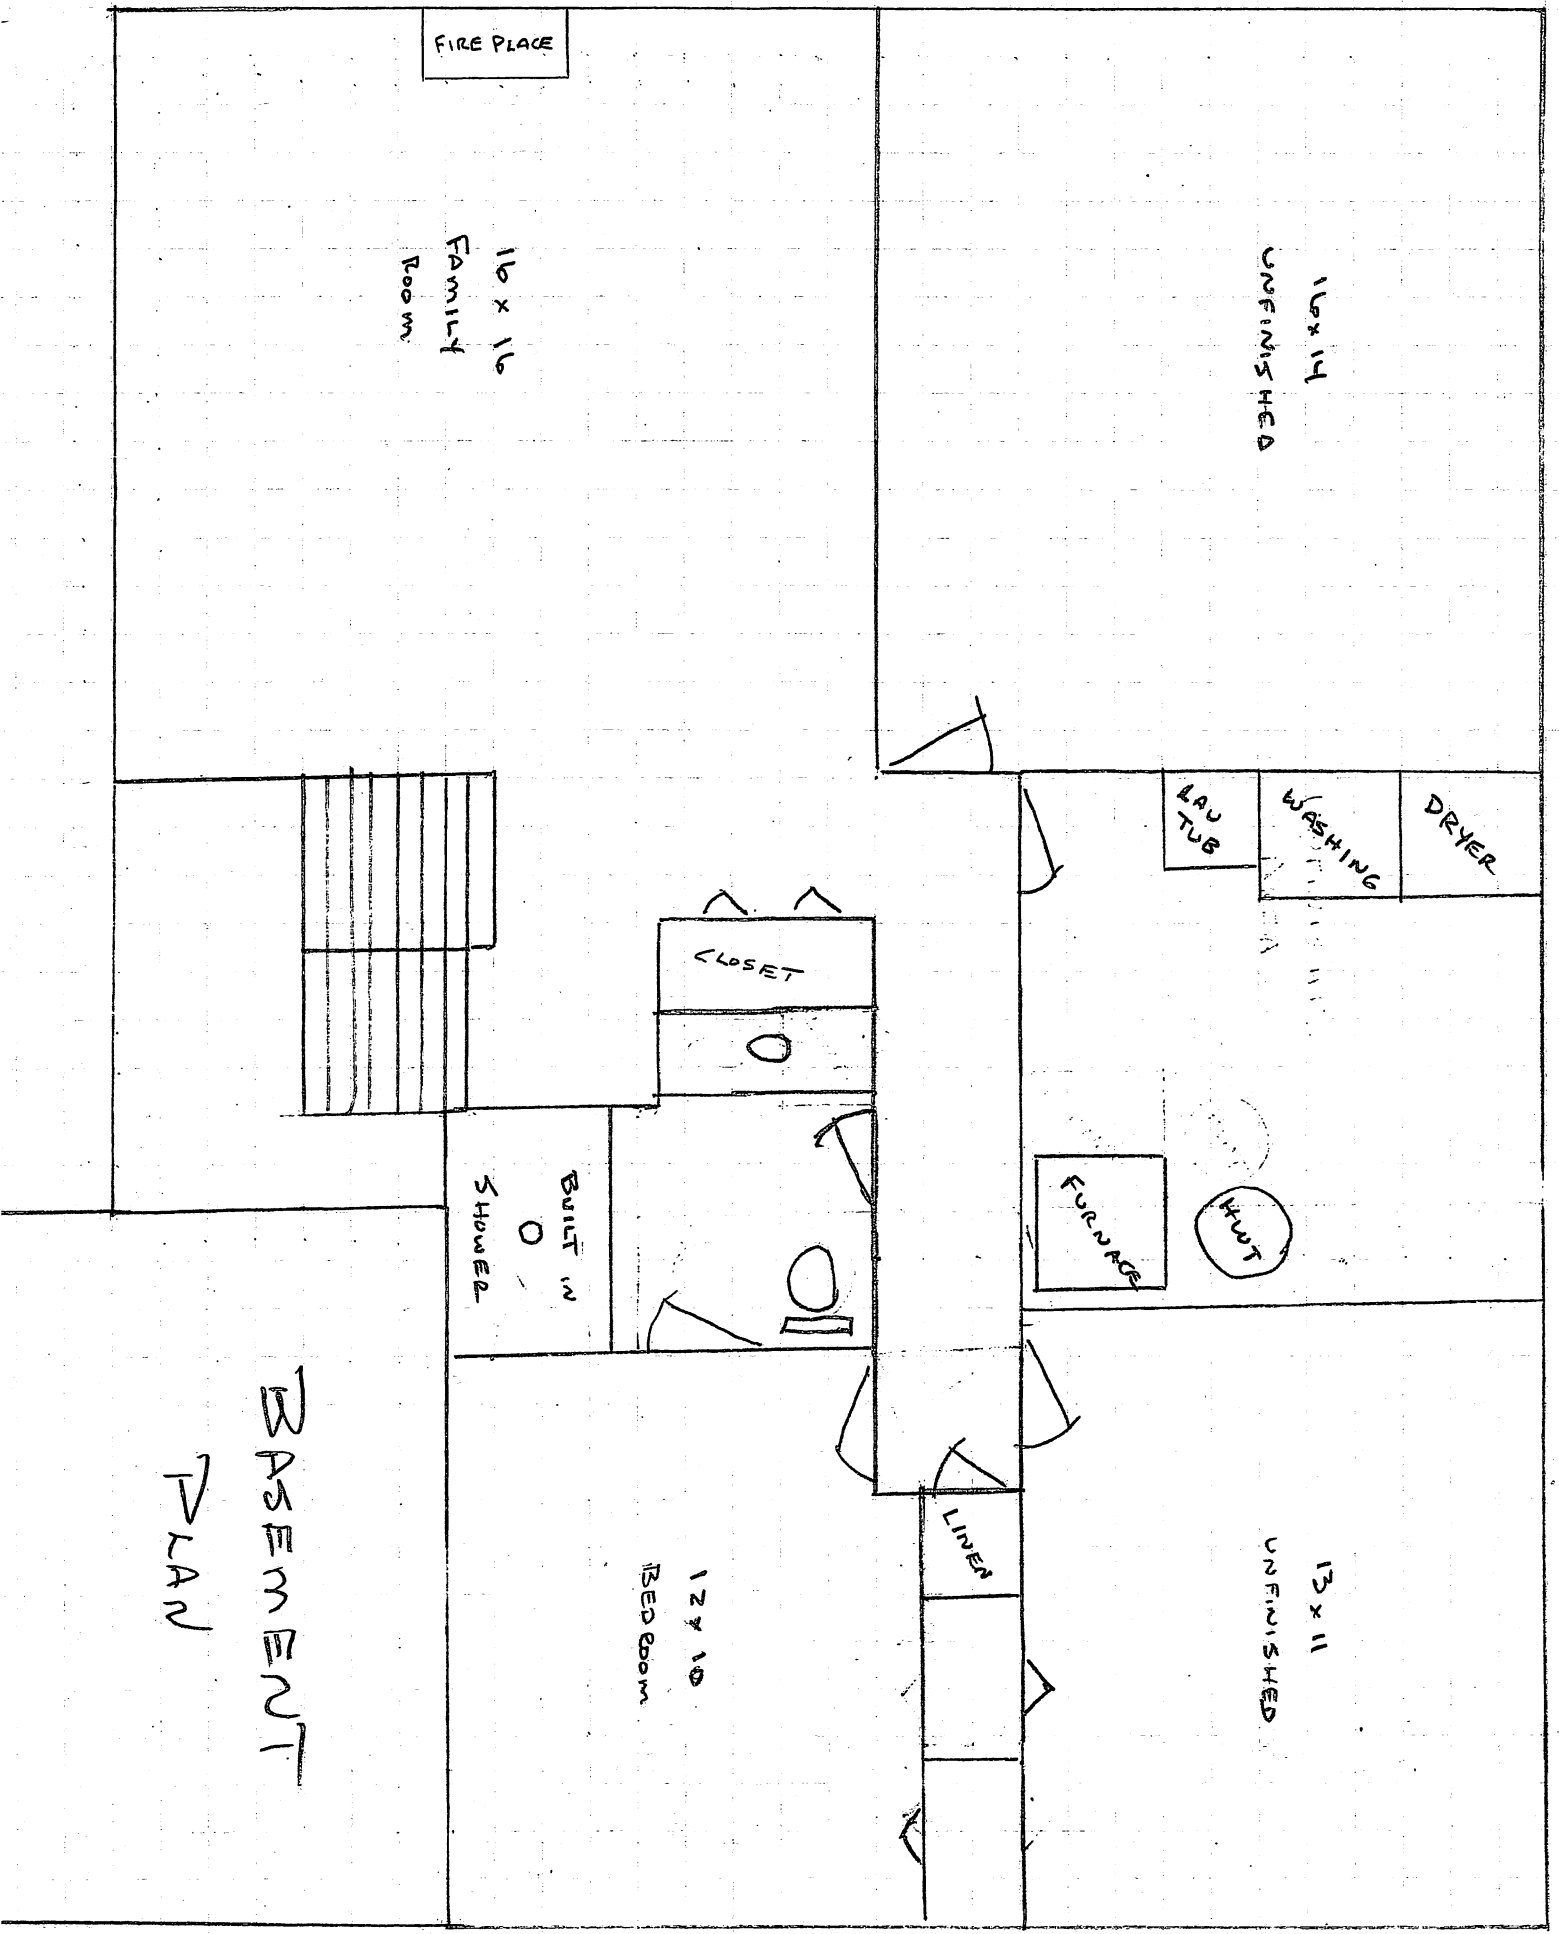 FIRE PLACE
16 x 16
FAMILY
ROOM
16 x 14
UNFINISHED
LAU
TUB
WASHING
DRYER
CLOSET
FURNACE
HWT
BUILT IN
SHOWER
LINEN
12 x 10
BEDROOM
13 x 11
UNFINISHED
BASEMENT
PLAN